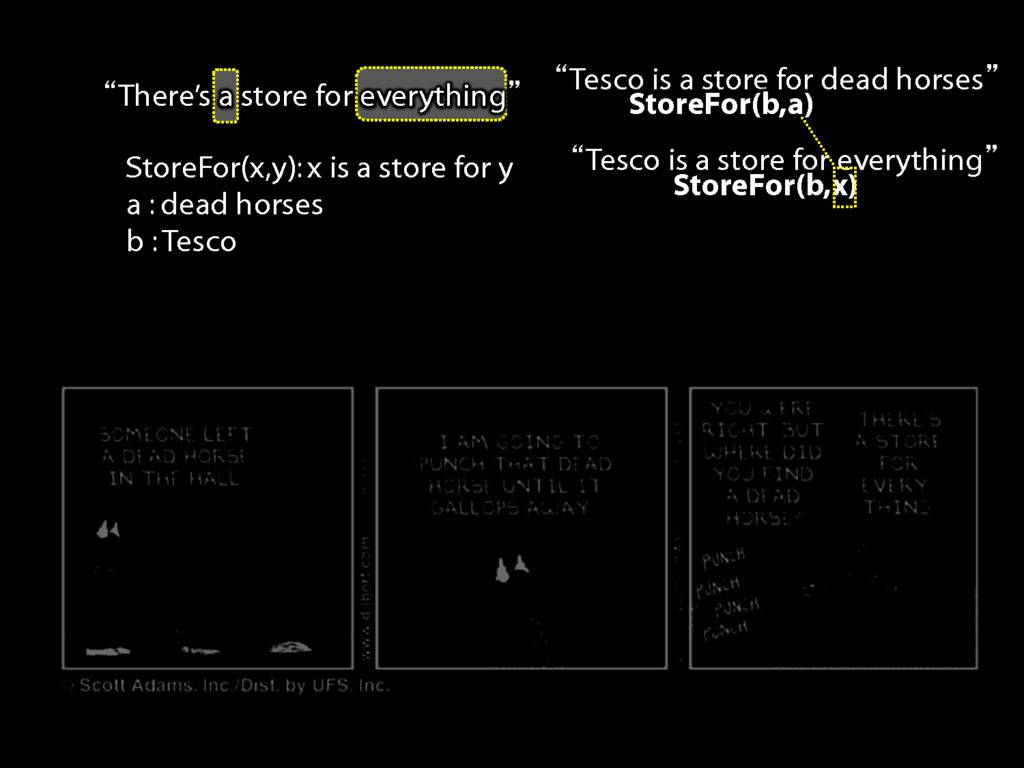 “There’s a store for everything”
StoreFor(x,y): x is a store for y
a : dead horses
b : Tesco
“Tesco is a store for dead horses”
StoreFor(b,a)
“Tesco is a store for everything”
StoreFor(b,x)
SOMEONE LEFT
A DEAD HORSE
IN THE HALL
www.dilbert.com
I AM GOING TO
PUNCH THAT DEAD
HORSE UNTIL IT
GALLOPS AWAY
YOU WERE
RIGHT BUT
WHERE DID
YOU FIND
A DEAD
HORSE?
THERE'S
A STORE
FOR
EVERY
THING
PUNCH
PUNCH
PUNCH
PUNCH
© Scott Adams, Inc./Dist. by UFS, Inc.